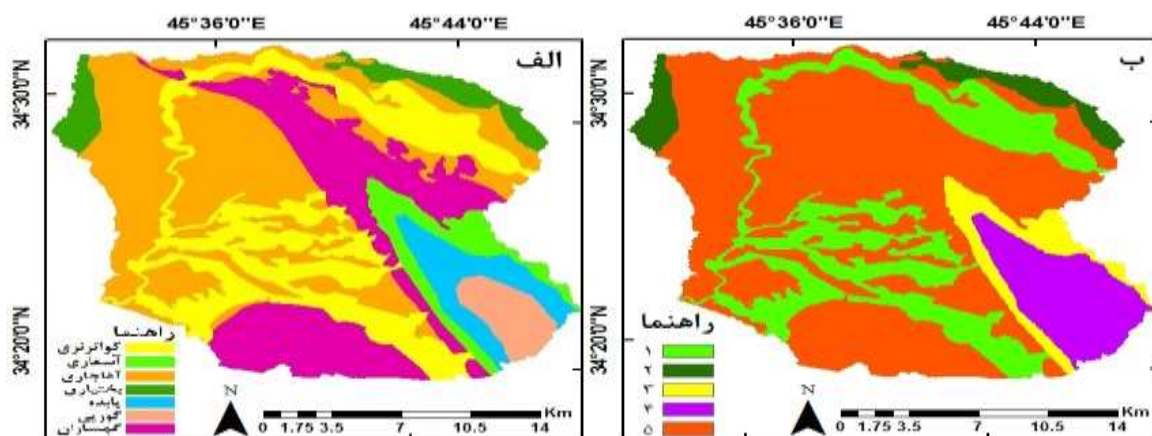 45°36'0"E 45°44'0"E
الف
34°30'0"N
34°20'0"N
راهنما
کواترنری
آسماری
آغاجاری
بختیاری
پابده
گورپی
گچساران
N
Km
0 1.75 3.5 7 10.5 14
45°36'0"E 45°44'0"E
ب
34°30'0"N
34°20'0"N
راهنما
۱
۲
۳
۴
۵
N
Km
0 1.75 3.5 7 10.5 14